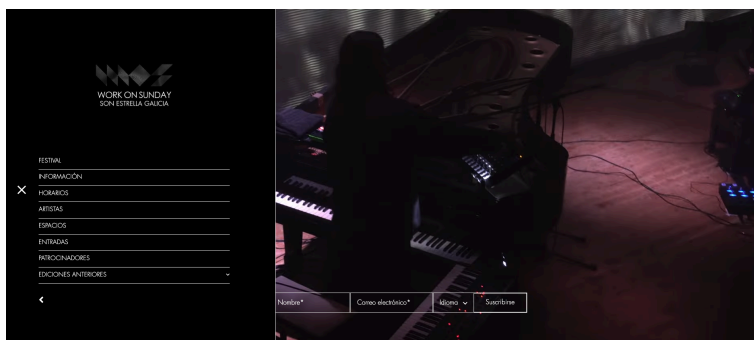 WORK ON SUNDAY
SON ESTRELLA GALICIA
FESTIVAL
INFORMACIÓN
HORARIOS
ARTISTAS
ESPACIOS
ENTRADAS
PATROCINADORES
EDICIONES ANTERIORES
Nombre* Correo electrónico* Idioma Suscribirse